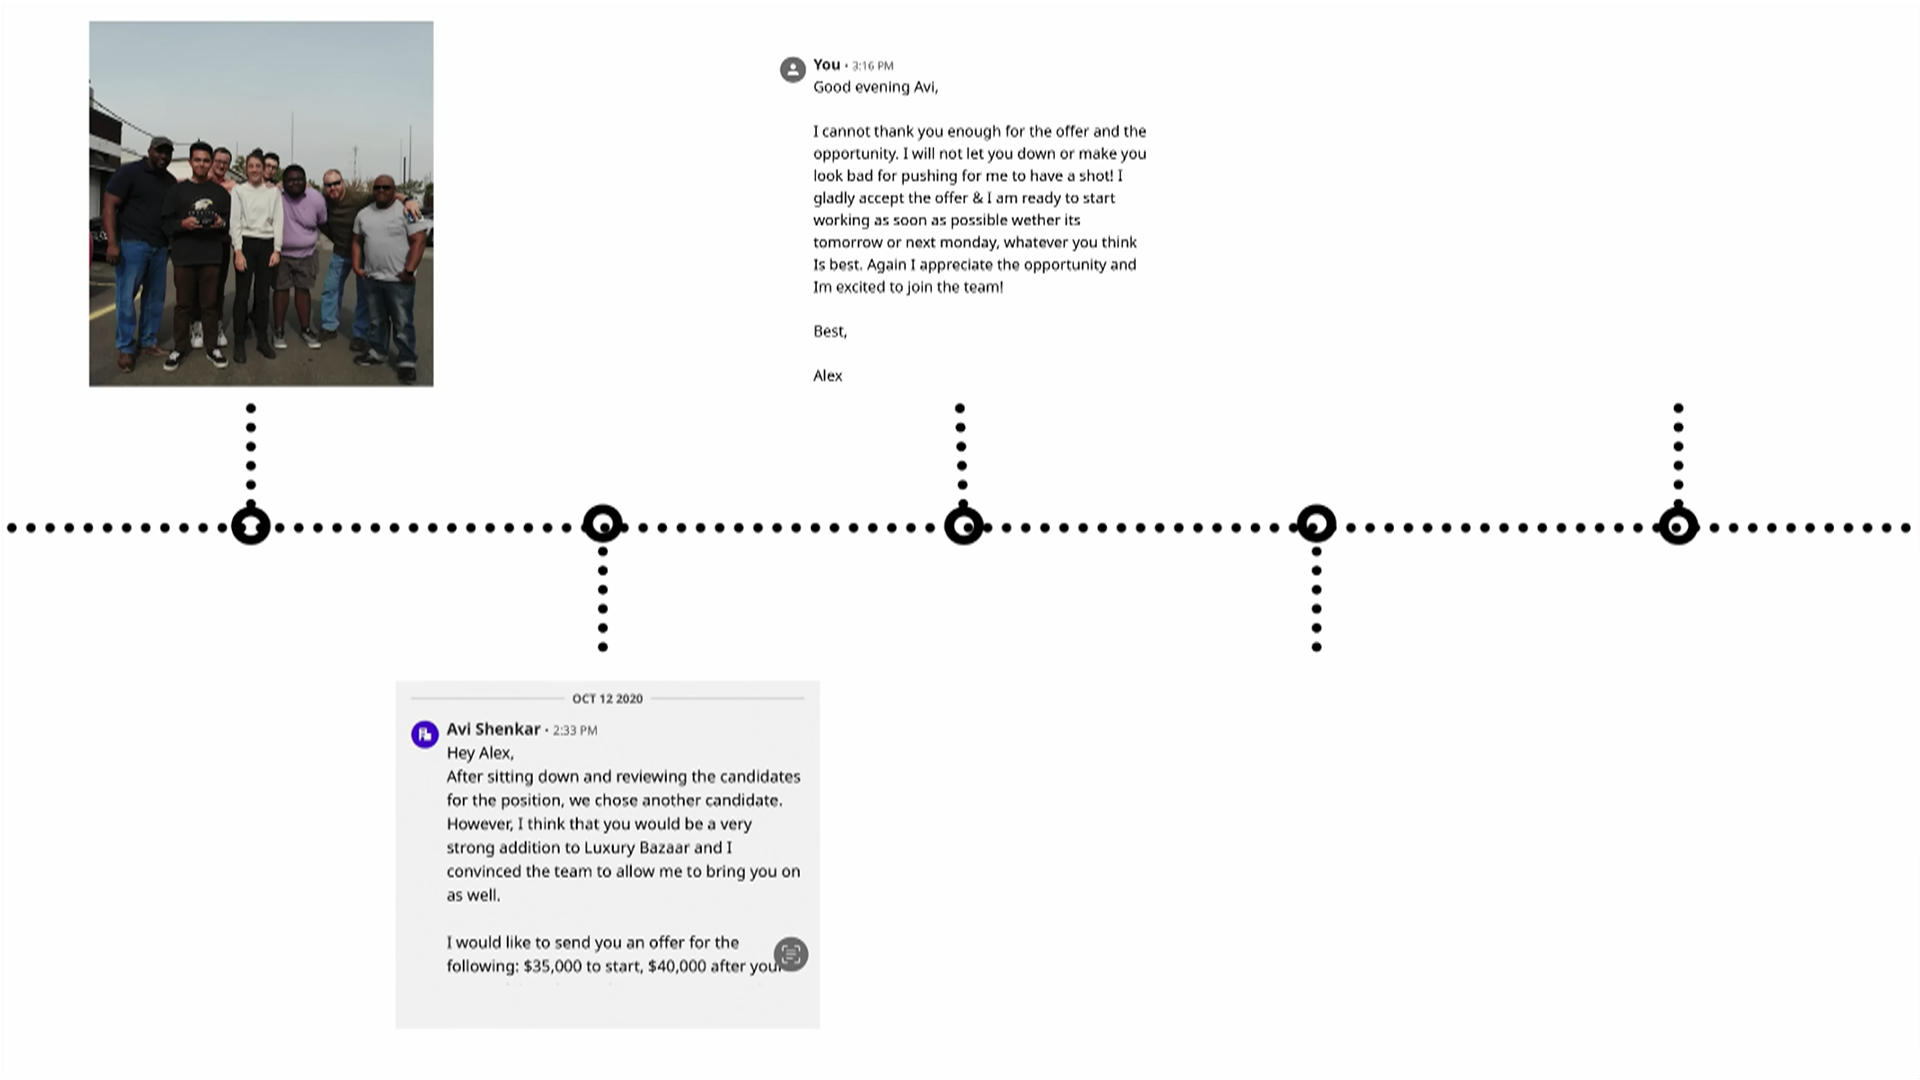 You • 3:16 PM
Good evening Avi,
I cannot thank you enough for the offer and the
opportunity. I will not let you down or make you
look bad for pushing for me to have a shot! I
gladly accept the offer & I am ready to start
working as soon as possible wether its
tomorrow or next monday, whatever you think
Is best. Again I appreciate the opportunity and
Im excited to join the team!
Best,
Alex
OCT 12 2020
Avi Shenkar • 2:33 PM
Hey Alex,
After sitting down and reviewing the candidates
for the position, we chose another candidate.
However, I think that you would be a very
strong addition to Luxury Bazaar and I
convinced the team to allow me to bring you on
as well.
I would like to send you an offer for the
following: $35,000 to start, $40,000 after your